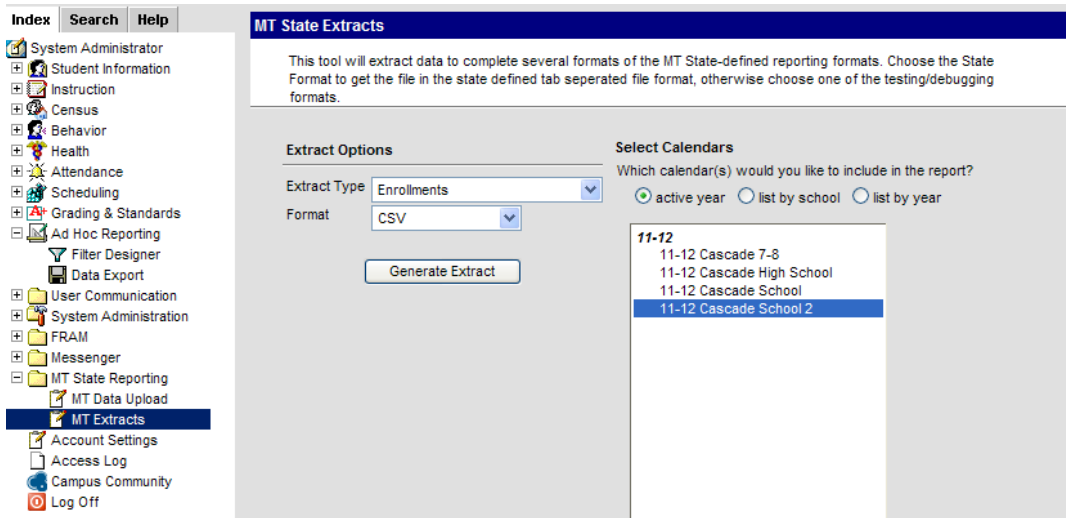 Index Search Help
System Administrator
Student Information
Instruction
Census
Behavior
Health
Attendance
Scheduling
Grading & Standards
Ad Hoc Reporting
Filter Designer
Data Export
User Communication
System Administration
FRAM
Messenger
MT State Reporting
MT Data Upload
MT Extracts
Account Settings
Access Log
Campus Community
Log Off
MT State Extracts
This tool will extract data to complete several formats of the MT State-defined reporting formats. Choose the State
Format to get the file in the state defined tab seperated file format, otherwise choose one of the testing/debugging
formats.
Extract Options
Extract Type Enrollments
Format CSV
Generate Extract
Select Calendars
Which calendar(s) would you like to include in the report?
active year list by school list by year
11-12
11-12 Cascade 7-8
11-12 Cascade High School
11-12 Cascade School
11-12 Cascade School 2